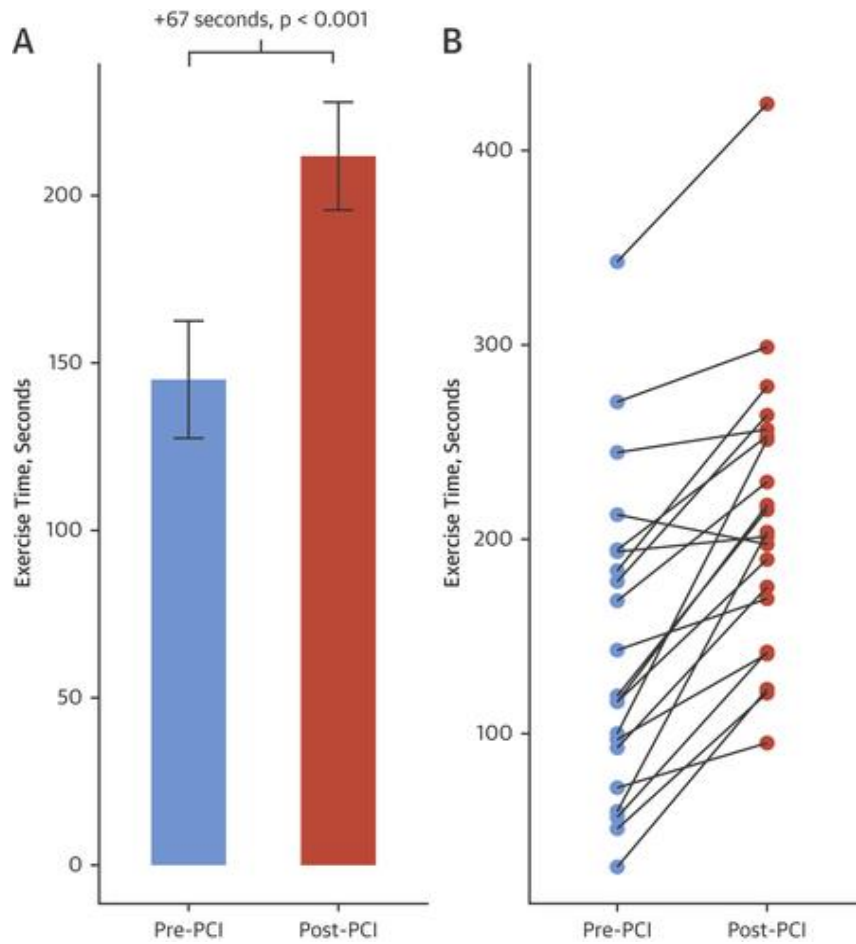 A
+67 seconds, p < 0.001
Exercise Time, Seconds
200
150
100
50
0
Pre-PCI
Post-PCI
B
Exercise Time, Seconds
400
300
200
100
Pre-PCI
Post-PCI